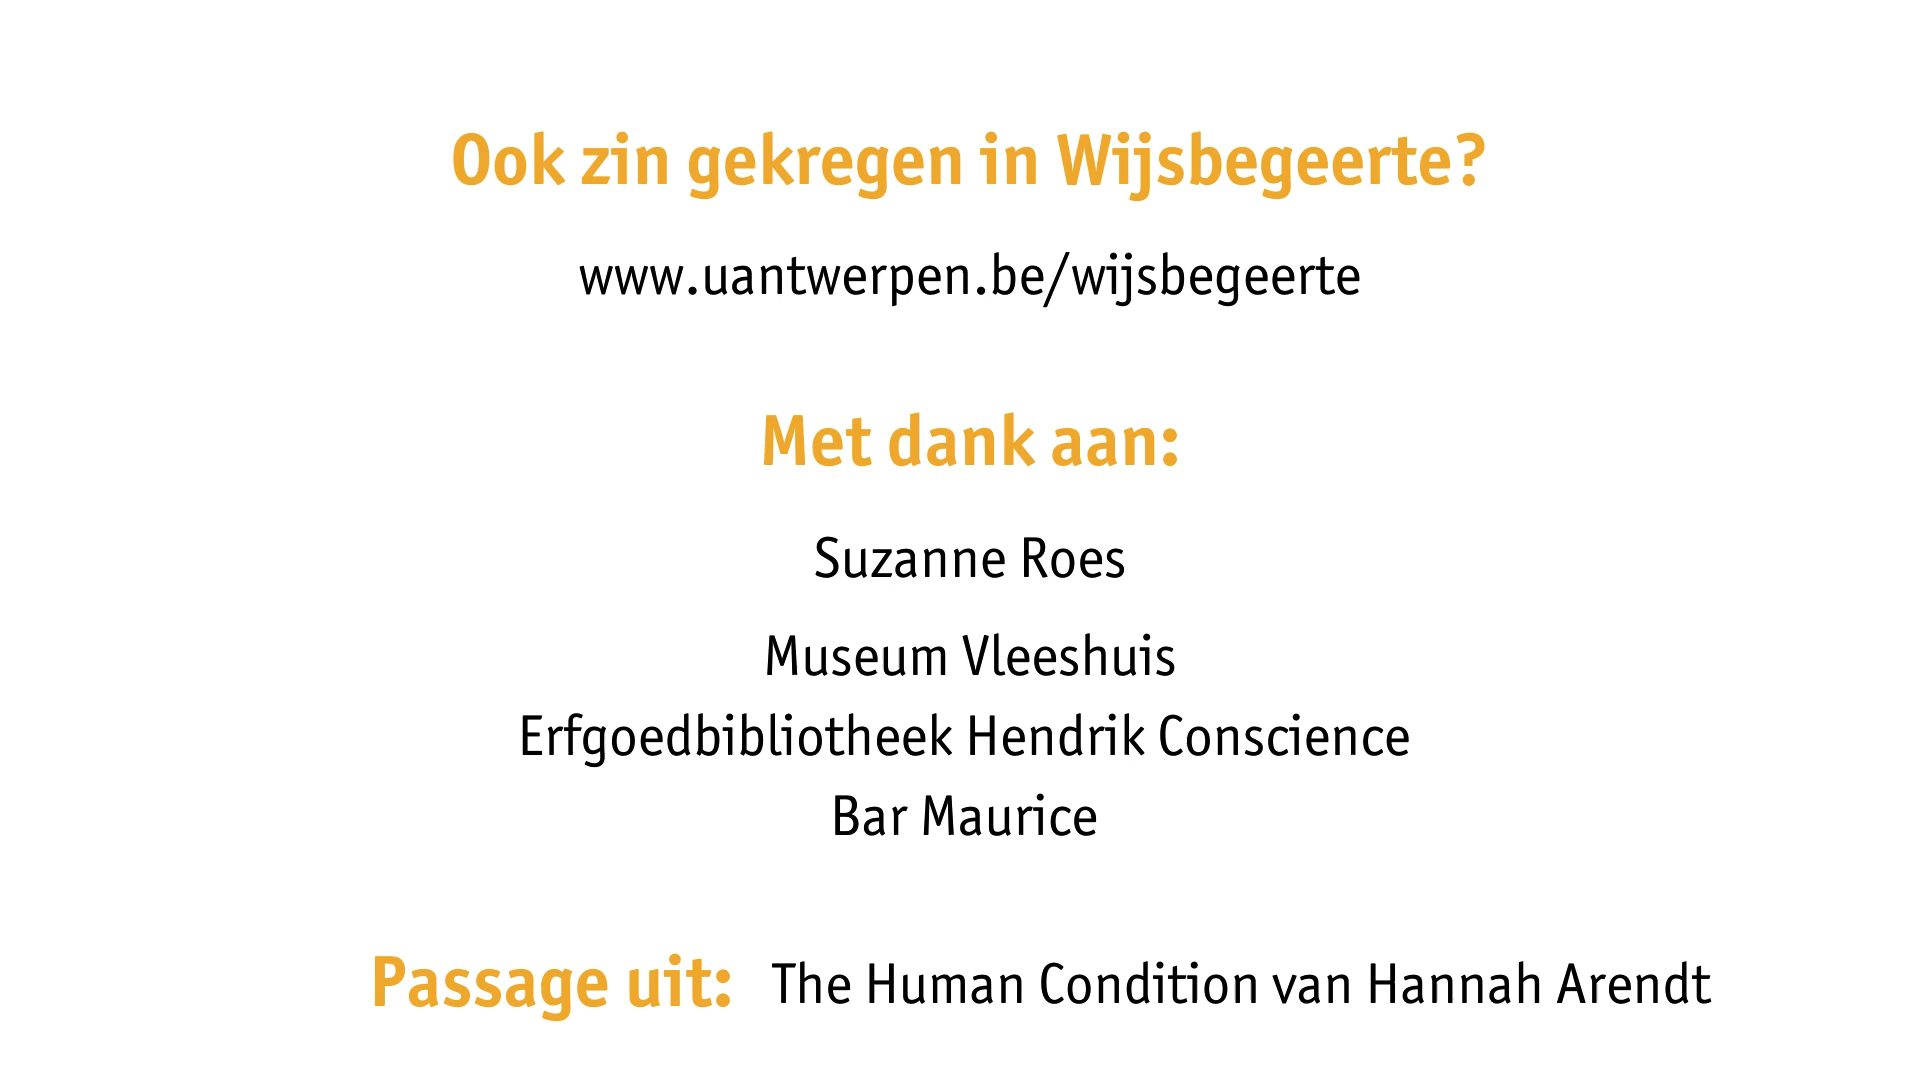 Ook zin gekregen in Wijsbegeerte?
www.uantwerpen.be/wijsbegeerte
Met dank aan:
Suzanne Roes
Museum Vleeshuis
Erfgoedbibliotheek Hendrik Conscience
Bar Maurice
Passage uit: The Human Condition van Hannah Arendt